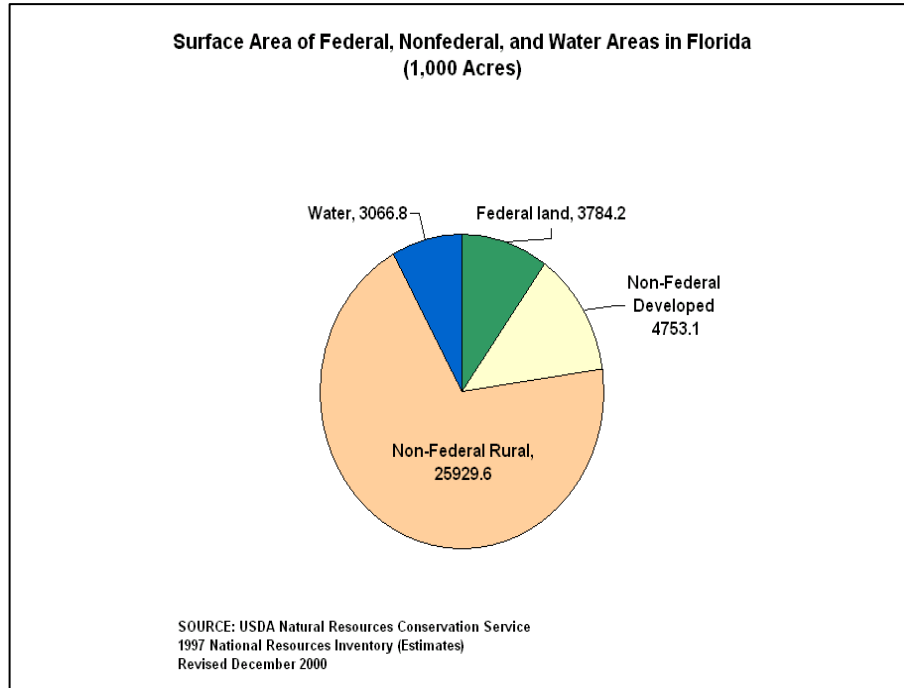 Surface Area of Federal, Nonfederal, and Water Areas in Florida
(1,000 Acres)
Water, 3066.8
Federal land, 3784.2
Non-Federal
Developed
4753.1
Non-Federal Rural,
25929.6
SOURCE: USDA Natural Resources Conservation Service
1997 National Resources Inventory (Estimates)
Revised December 2000